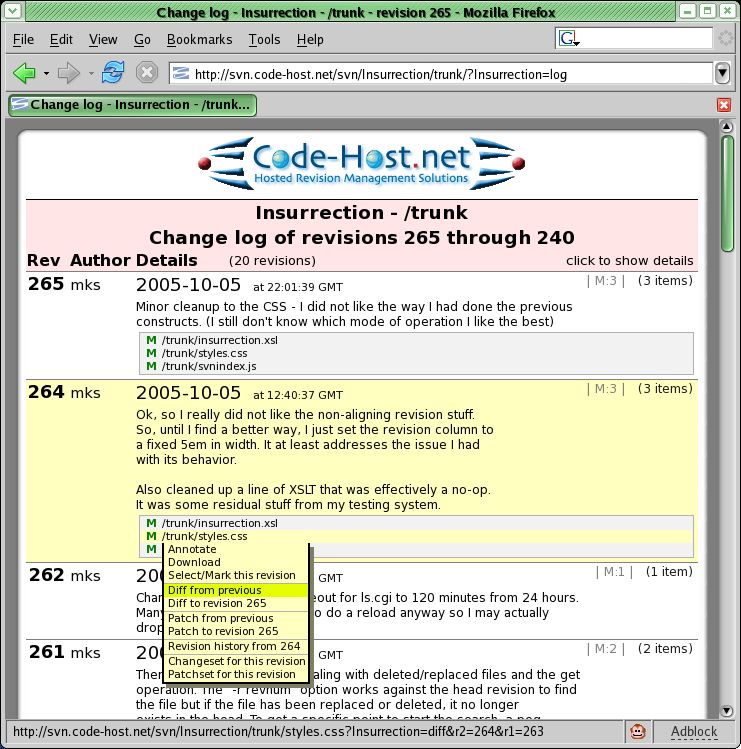 Change log - Insurrection - /trunk - revision 265 - Mozilla Firefox
File Edit View Go Bookmarks Tools Help
G
http://svn.code-host.net/svn/Insurrection/trunk/?Insurrection=log
Change log - Insurrection - /trunk...
Code-Host.net
Hosted Revision Management Solutions
Insurrection - /trunk
Change log of revisions 265 through 240
Rev Author Details (20 revisions) click to show details
265 mks 2005-10-05 at 22:01:39 GMT | M:3 | (3 items)
Minor cleanup to the CSS - I did not like the way I had done the previous
constructs. (I still don't know which mode of operation I like the best)
M /trunk/insurrection.xsl
M /trunk/styles.css
M /trunk/svnindex.js
264 mks 2005-10-05 at 12:40:37 GMT | M:3 | (3 items)
Ok, so I really did not like the non-aligning revision stuff.
So, until I find a better way, I just set the revision column to
a fixed 5em in width. It at least addresses the issue I had
with its behavior.
Also cleaned up a line of XSLT that was effectively a no-op.
It was some residual stuff from my testing system.
M /trunk/insurrection.xsl
M /trunk/styles.css
M
Annotate
Download
Select/Mark this revision
Diff from previous
Diff to revision 265
Patch from previous
Patch to revision 265
Revision history from 264
Changeset for this revision
Patchset for this revision
262 mks 200 GMT | M:1 | (1 item)
Char eout for ls.cgi to 120 minutes from 24 hours.
Many o do a reload anyway so I may actually
drop
261 mks 200 GMT | M:2 | (2 items)
Ther aling with deleted/replaced files and the get
operation. The "-r revnum" option works against the head revision to find
the file but if the file has been replaced or deleted, it no longer
exists in the head. To get a specific point to start the search, a peg
http://svn.code-host.net/svn/Insurrection/trunk/styles.css?Insurrection=diff&r2=264&r1=263
Adblock